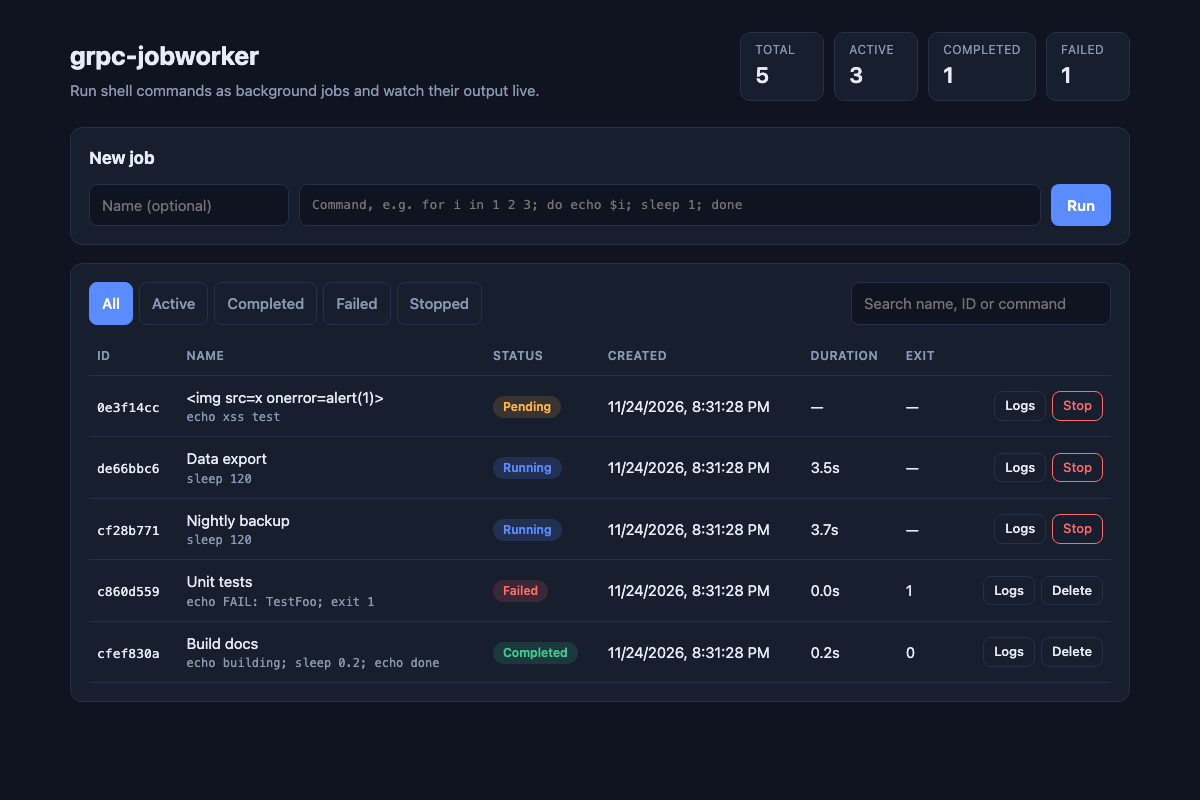 grpc-jobworker
Run shell commands as background jobs and watch their output live.
TOTAL
5
ACTIVE
3
COMPLETED
1
FAILED
1
New job
Name (optional)
Command, e.g. for i in 1 2 3; do echo $i; sleep 1; done
Run
All
Active
Completed
Failed
Stopped
Search name, ID or command
ID NAME STATUS CREATED DURATION EXIT
0e3f14cc <img src=x onerror=alert(1)> Pending 11/24/2026, 8:31:28 PM — — Logs Stop
echo xss test
de66bbc6 Data export Running 11/24/2026, 8:31:28 PM 3.5s — Logs Stop
sleep 120
cf28b771 Nightly backup Running 11/24/2026, 8:31:28 PM 3.7s — Logs Stop
sleep 120
c860d559 Unit tests Failed 11/24/2026, 8:31:28 PM 0.0s 1 Logs Delete
echo FAIL: TestFoo; exit 1
cfef830a Build docs Completed 11/24/2026, 8:31:28 PM 0.2s 0 Logs Delete
echo building; sleep 0.2; echo done